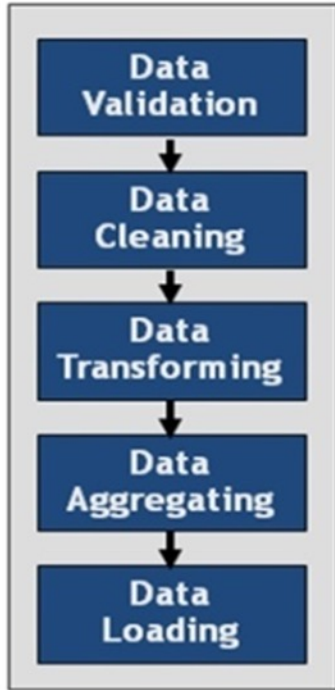 Data
Validation
Data
Cleaning
Data
Transforming
Data
Aggregating
Data
Loading